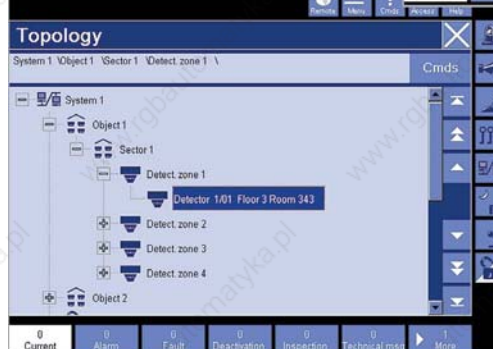 Remote Menu Cmds Access Help
Topology
System 1 \Object 1 \Sector 1 \Detect. zone 1 \
Cmds
System 1
Object 1
Sector 1
Detect. zone 1
Detector 1/01 Floor 3 Room 343
Detect. zone 2
Detect. zone 3
Detect. zone 4
Object 2
0 0 0 0 0 0 1
Current Alarm Fault Deactivation Inspection Technical msg More